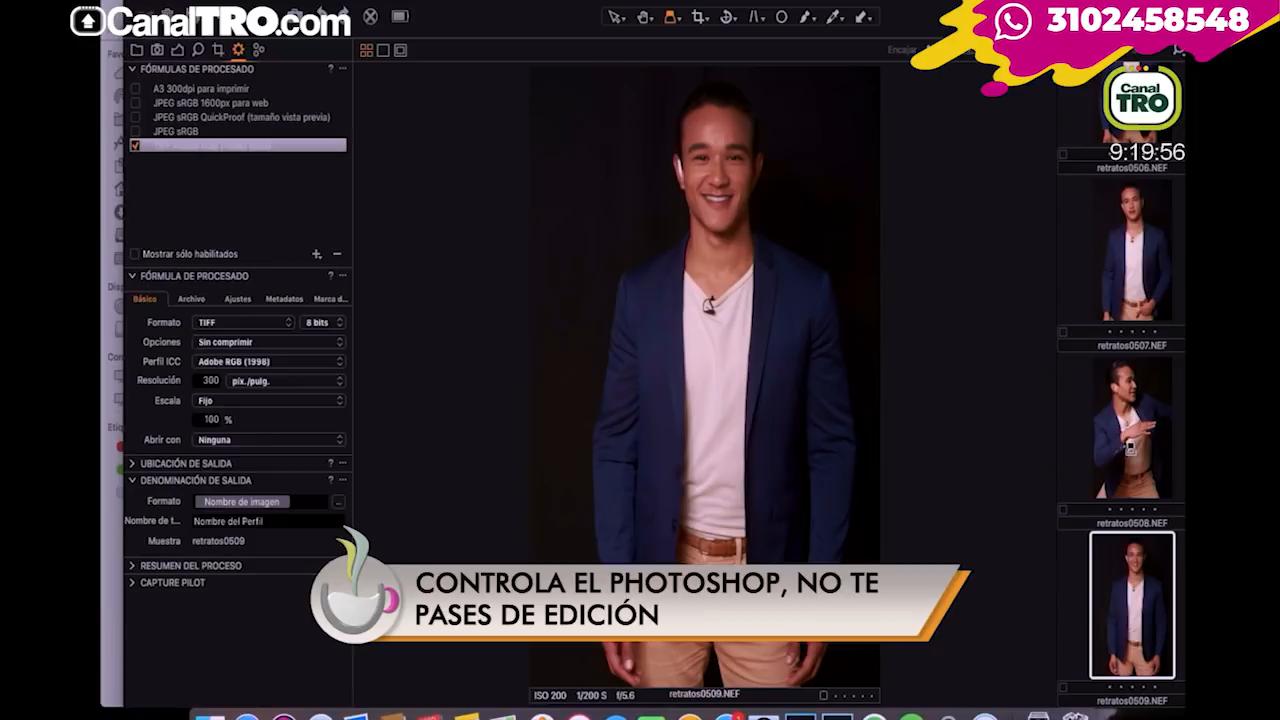 CanalTRO.com
3102458548
Canal
TRO
9:19:56
FÓRMULAS DE PROCESADO
A3 300dpi para imprimir
JPEG sRGB 1600px para web
JPEG sRGB QuickProof (tamaño vista previa)
JPEG sRGB
Mostrar sólo habilitados
FÓRMULA DE PROCESADO
Básico Archivo Ajustes Metadatos Marca d...
Formato TIFF 8 bits
Opciones Sin comprimir
Perfil ICC Adobe RGB (1998)
Resolución 300 píx./pulg.
Escala Fijo
100 %
Abrir con Ninguna
UBICACIÓN DE SALIDA
DENOMINACIÓN DE SALIDA
Formato Nombre de imagen
Nombre de t... Nombre del Perfil
Muestra retratos0509
RESUMEN DEL PROCESO
CAPTURE PILOT
Encajar
retratos0506.NEF
retratos0507.NEF
retratos0508.NEF
retratos0509.NEF
CONTROLA EL PHOTOSHOP, NO TE
PASES DE EDICIÓN
ISO 200 1/200 S f/5.6 retratos0509.NEF